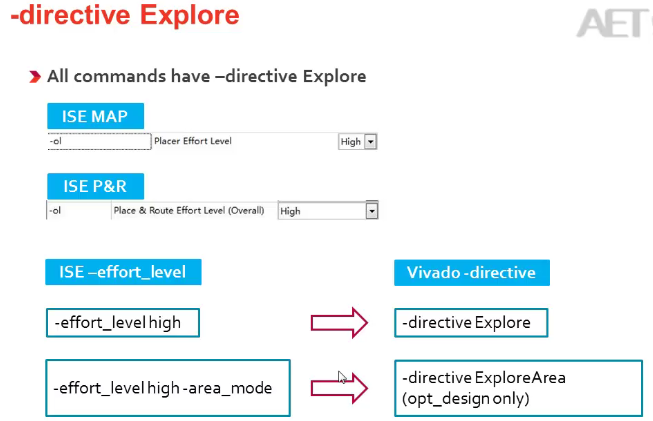 -directive Explore
AET
All commands have –directive Explore
ISE MAP
-ol Placer Effort Level High
ISE P&R
-ol Place & Route Effort Level (Overall) High
ISE –effort_level Vivado -directive
-effort_level high -directive Explore
-effort_level high -area_mode -directive ExploreArea
(opt_design only)